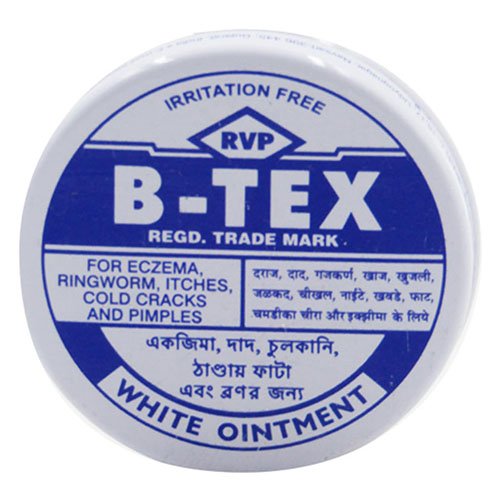 IRRITATION FREE
RVP
B-TEX
REGD. TRADE MARK
FOR ECZEMA,
RINGWORM, ITCHES,
COLD CRACKS
AND PIMPLES
दराज, दाद, गजकर्ण, खाज, खुजली,
जळकद, चीखल, नाईटे, खवडे, फाट,
चमडीका चीरा और इक्झीमा के लिये
একজিমা, দাদ, চুলকানি,
ঠাণ্ডায় ফাটা
এবং ব্রণর জন্য
WHITE OINTMENT